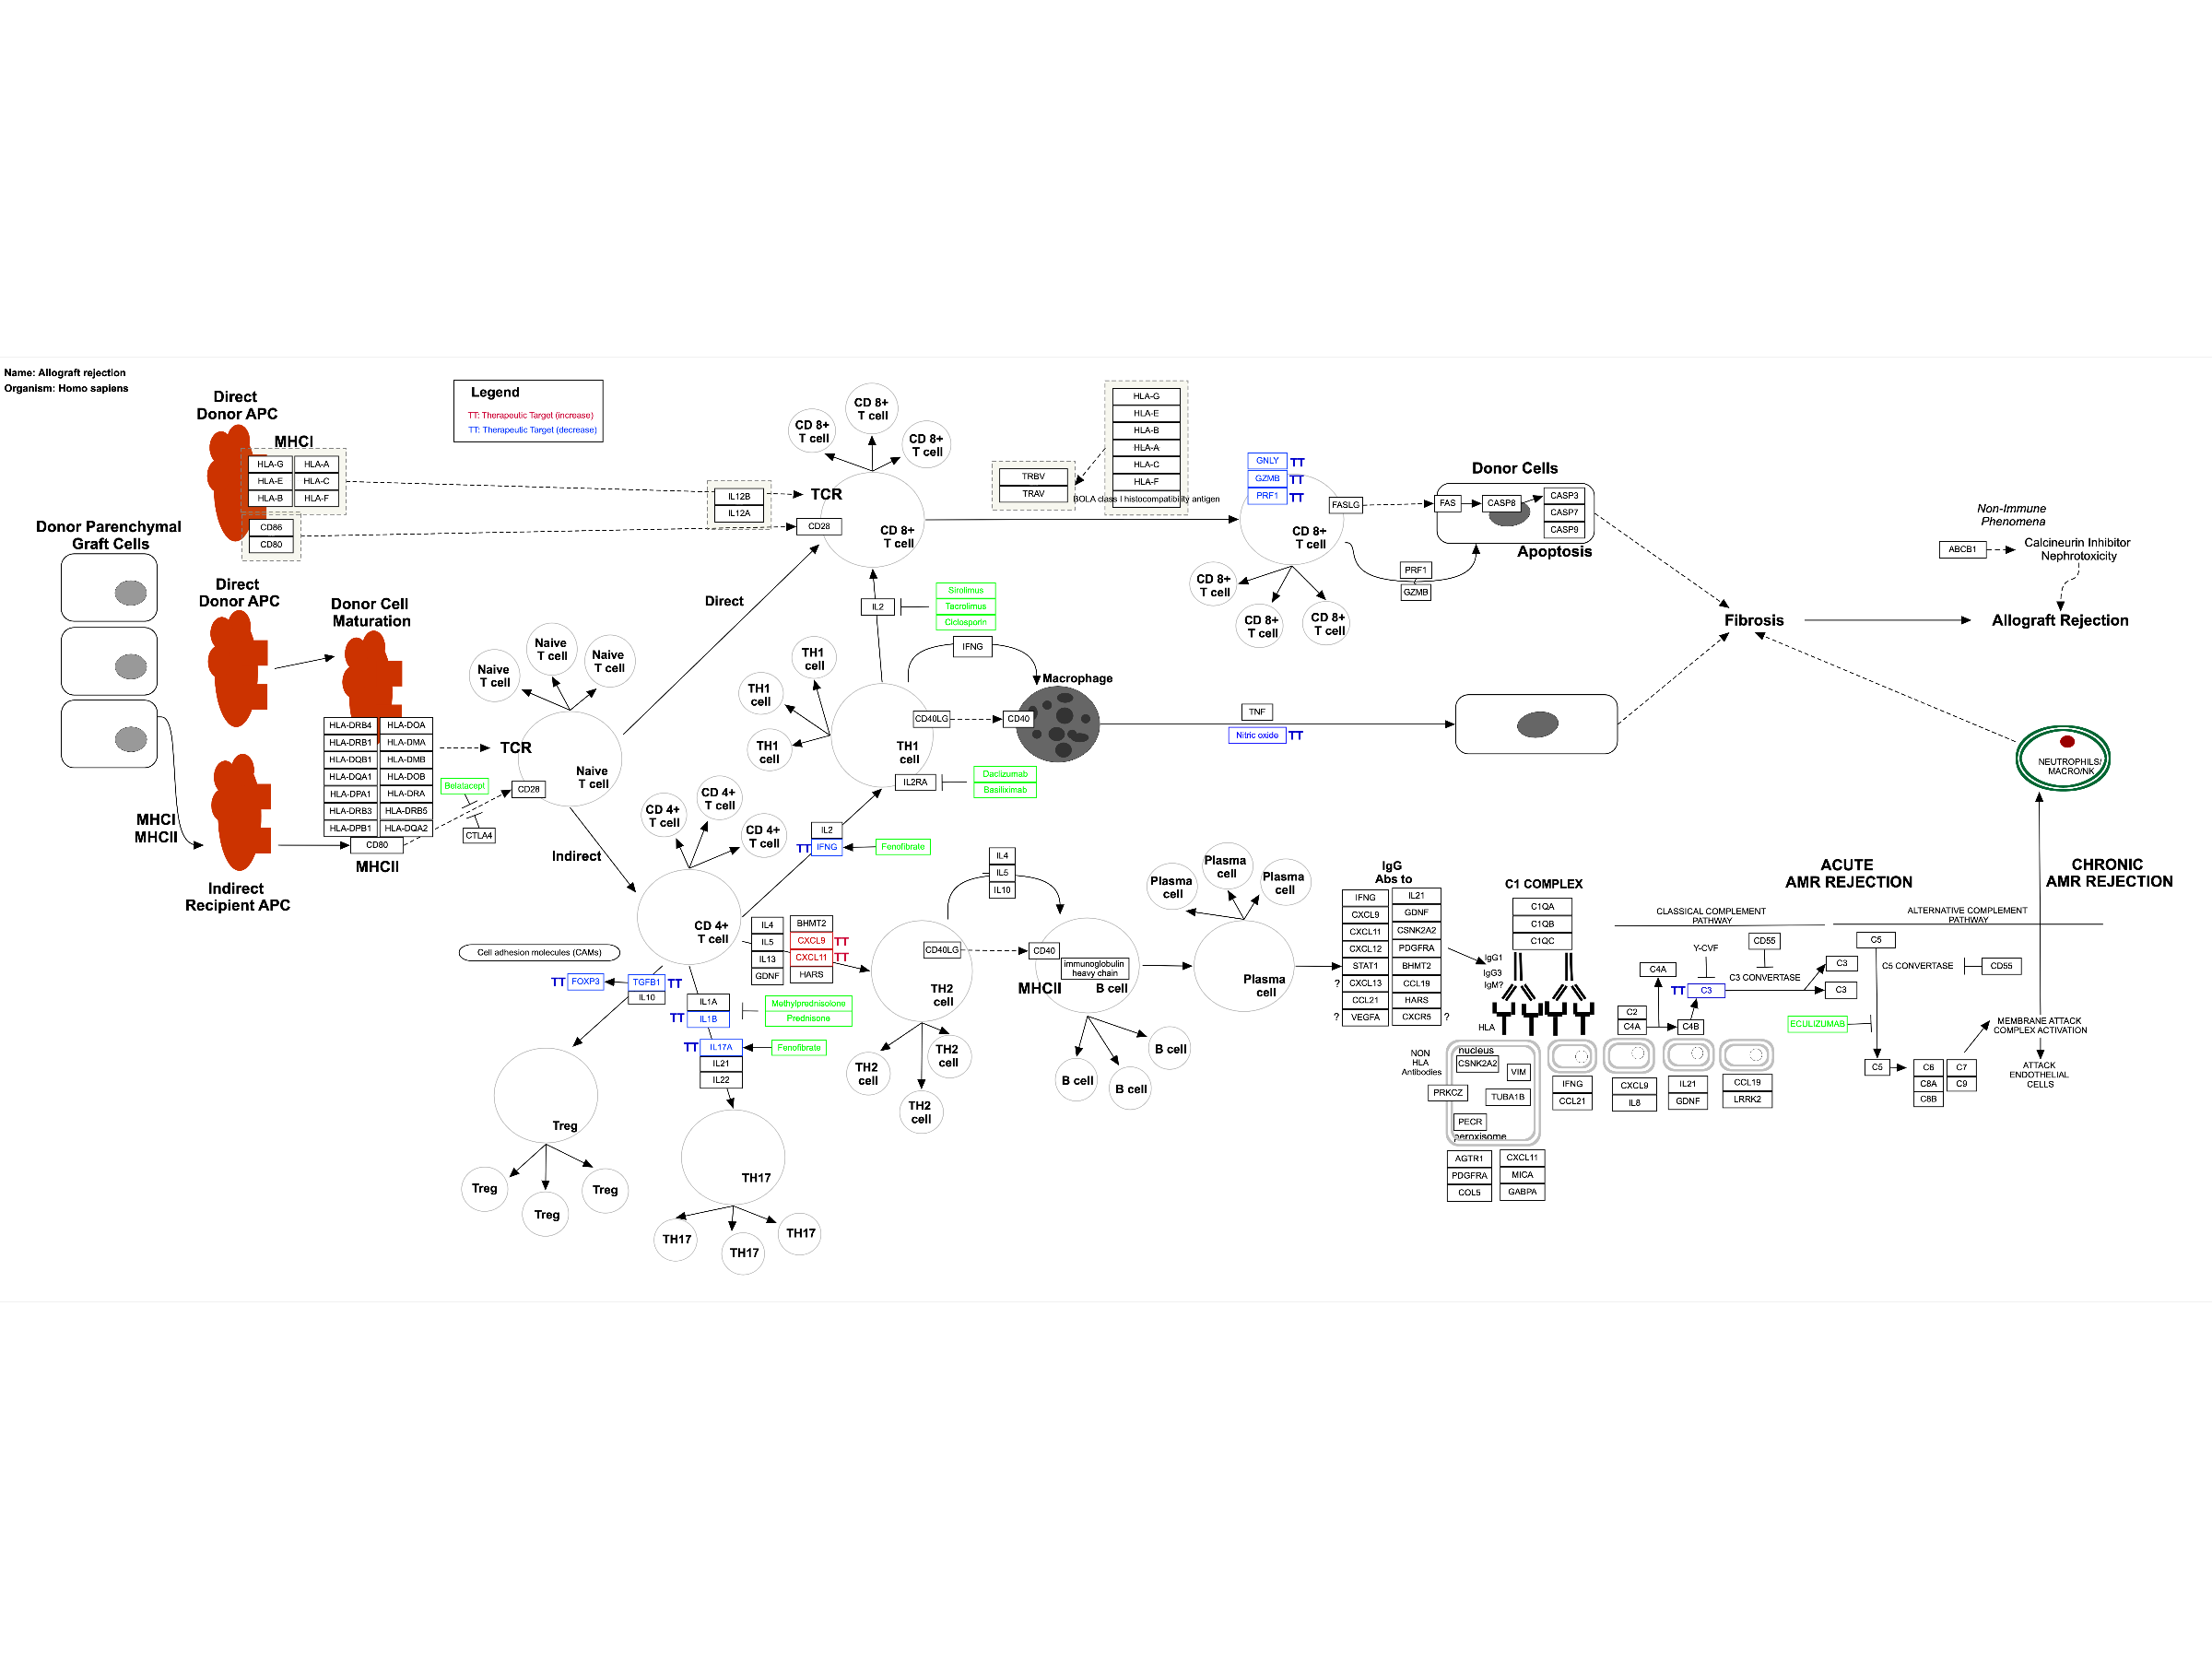 Name: Allograft rejection
Organism: Homo sapiens
Legend
TT: Therapeutic Target (increase)
TT: Therapeutic Target (decrease)
Direct
Donor APC
MHCI
HLA-G
HLA-A
HLA-E
HLA-C
HLA-B
HLA-F
CD86
CD80
Donor Parenchymal
Graft Cells
Direct
Donor APC
Donor Cell
Maturation
HLA-DRB4
HLA-DOA
HLA-DRB1
HLA-DMA
HLA-DQB1
HLA-DMB
HLA-DQA1
HLA-DOB
HLA-DPA1
HLA-DRA
HLA-DRB3
HLA-DRB5
HLA-DPB1
HLA-DQA2
CD80
MHCII
MHCI
MHCII
Indirect
Recipient APC
TCR
CD28
Belatacept
CTLA4
Naive
T cell
Naive
T cell
Naive
T cell
Naive
T cell
Direct
Indirect
IL12B
IL12A
TCR
CD28
CD 8+
T cell
CD 8+
T cell
CD 8+
T cell
CD 8+
T cell
TRBV
TRAV
HLA-G
HLA-E
HLA-B
HLA-A
HLA-C
HLA-F
BOLA class I histocompatibility antigen
GNLY
TT
GZMB
TT
PRF1
TT
FASLG
CD 8+
T cell
CD 8+
T cell
CD 8+
T cell
CD 8+
T cell
PRF1
GZMB
Donor Cells
FAS
CASP8
CASP3
CASP7
CASP9
Apoptosis
Non-Immune
Phenomena
ABCB1
Calcineurin Inhibitor
Nephrotoxicity
Fibrosis
Allograft Rejection
IL2
Sirolimus
Tacrolimus
Ciclosporin
IFNG
TH1
cell
TH1
cell
TH1
cell
TH1
cell
CD40LG
CD40
Macrophage
IL2RA
Daclizumab
Basiliximab
TNF
Nitric oxide
TT
NEUTROPHILS/
MACRO/NK
CD 4+
T cell
CD 4+
T cell
CD 4+
T cell
CD 4+
T cell
IL2
TT
IFNG
Fenofibrate
Cell adhesion molecules (CAMs)
TT
FOXP3
TGFB1
TT
IL10
IL1A
TT
IL1B
Methylprednisolone
Prednisone
TT
IL17A
Fenofibrate
IL21
IL22
IL4
IL5
IL13
GDNF
BHMT2
CXCL9
TT
CXCL11
TT
HARS
Treg
Treg
Treg
Treg
TH17
TH17
TH17
TH17
IL4
IL5
IL10
CD40LG
CD40
TH2
cell
TH2
cell
TH2
cell
TH2
cell
immunoglobulin
heavy chain
MHCII
B cell
B cell
B cell
B cell
Plasma
cell
Plasma
cell
Plasma
cell
Plasma
cell
IgG
Abs to
IFNG
IL21
CXCL9
GDNF
CXCL11
CSNK2A2
CXCL12
PDGFRA
STAT1
BHMT2
?
CXCL13
CCL19
CCL21
HARS
?
VEGFA
CXCR5
?
C1 COMPLEX
C1QA
C1QB
C1QC
IgG1
IgG3
IgM?
HLA
NON
HLA
Antibodies
nucleus
CSNK2A2
VIM
PRKCZ
TUBA1B
PECR
peroxisome
AGTR1
CXCL11
PDGFRA
MICA
COL5
GABPA
IFNG
CCL21
CXCL9
IL8
IL21
GDNF
CCL19
LRRK2
ACUTE
AMR REJECTION
CHRONIC
AMR REJECTION
CLASSICAL COMPLEMENT
PATHWAY
ALTERNATIVE COMPLEMENT
PATHWAY
Y-CVF
CD55
C4A
TT
C3
C3 CONVERTASE
C3
C3
C2
C4A
C4B
C5
C5 CONVERTASE
CD55
ECULIZUMAB
C5
C6
C7
C8A
C9
C8B
MEMBRANE ATTACK
COMPLEX ACTIVATION
ATTACK
ENDOTHELIAL
CELLS